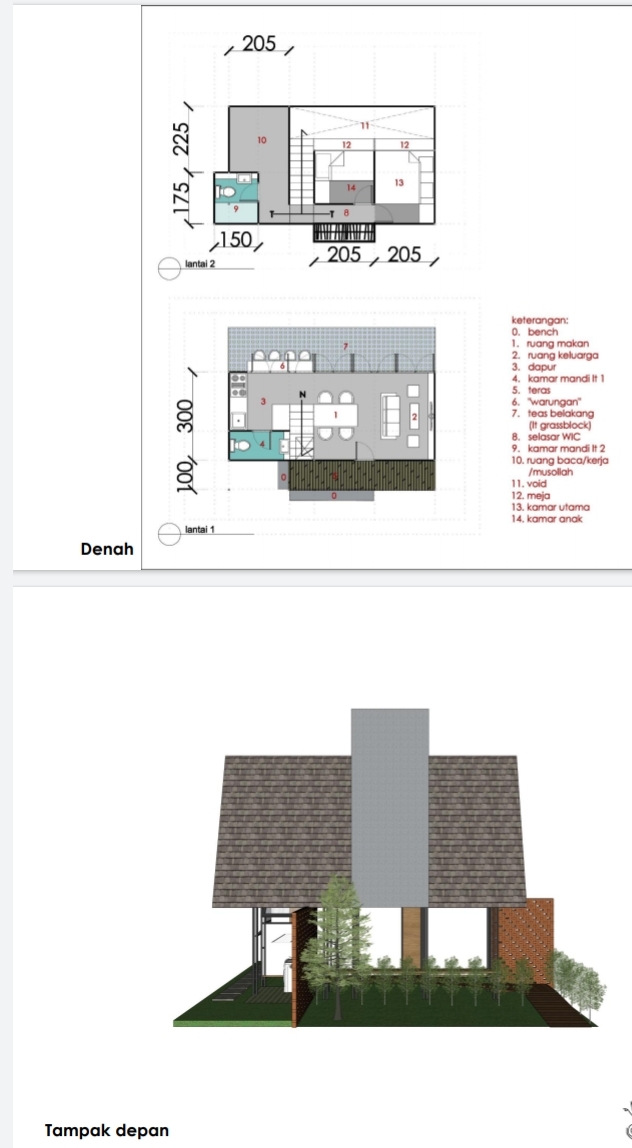 205
225
10
11
12
12
14
13
175
9
8
150
205
205
lantai 2
7
6
300
3
N
1
2
4
100
0
0
lantai 1
Denah
keterangan:
0. bench
1. ruang makan
2. ruang keluarga
3. dapur
4. kamar mandi lt 1
5. teras
6. "warungan"
7. teas belakang
(lt grassblock)
8. selasar WIC
9. kamar mandi lt 2
10. ruang baca/kerja
/musollah
11. void
12. meja
13. kamar utama
14. kamar anak
Tampak depan